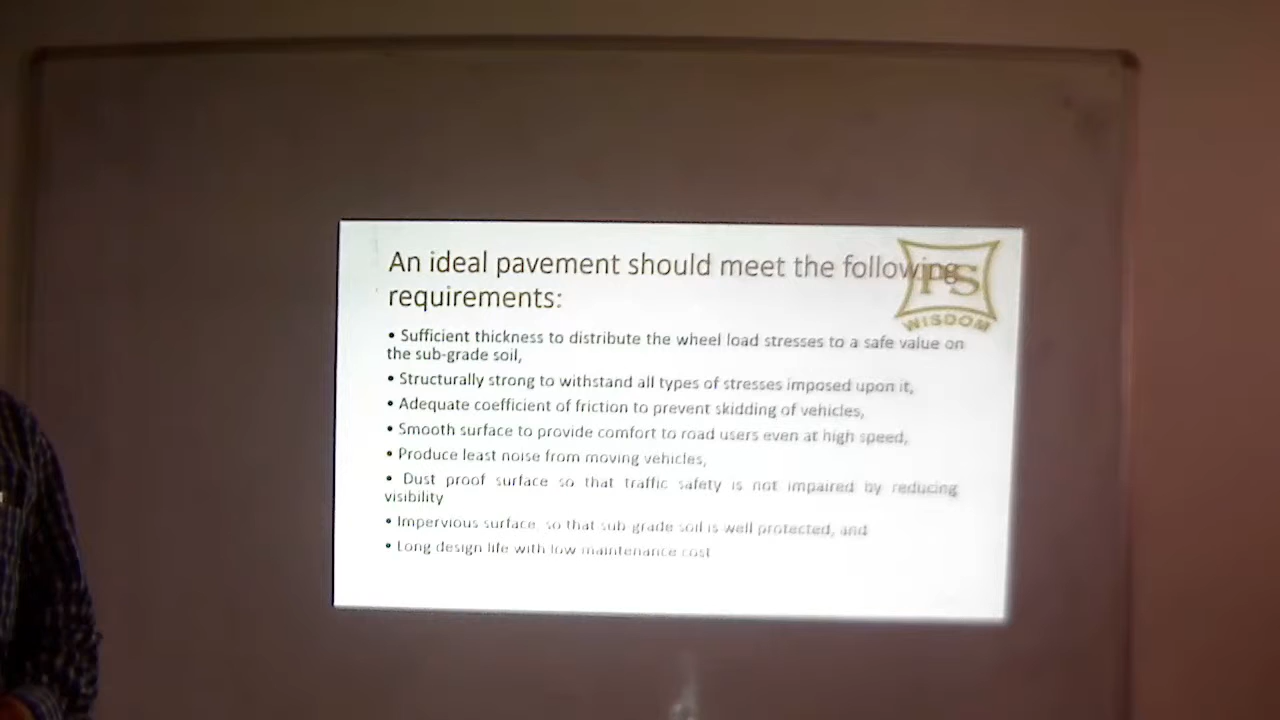 An ideal pavement should meet the following
requirements:
PS
WISDOM
• Sufficient thickness to distribute the wheel load stresses to a safe value on
the sub-grade soil,
• Structurally strong to withstand all types of stresses imposed upon it,
• Adequate coefficient of friction to prevent skidding of vehicles,
• Smooth surface to provide comfort to road users even at high speed,
• Produce least noise from moving vehicles,
• Dust proof surface so that traffic safety is not impaired by reducing
visibility
• Impervious surface, so that sub-grade soil is well protected, and
• Long design life with low maintenance cost